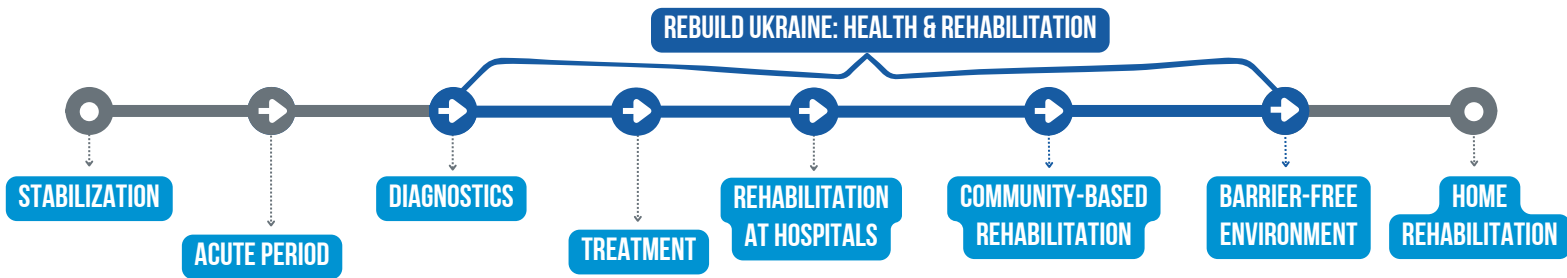 REBUILD UKRAINE: HEALTH & REHABILITATION
STABILIZATION
ACUTE PERIOD
DIAGNOSTICS
TREATMENT
REHABILITATION
AT HOSPITALS
COMMUNITY-BASED
REHABILITATION
BARRIER-FREE
ENVIRONMENT
HOME
REHABILITATION